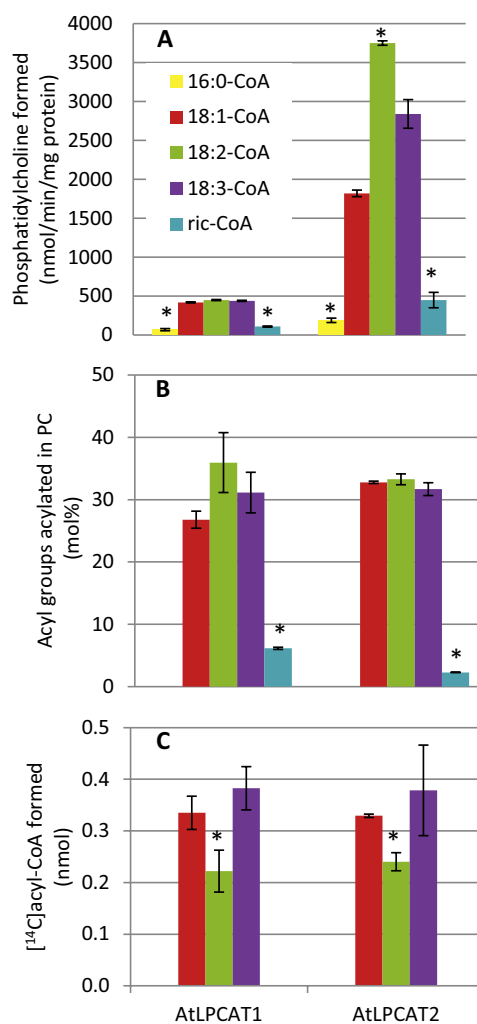 A
Phosphatidylcholine formed
(nmol/min/mg protein)
4000
3500
3000
2500
2000
1500
1000
500
0
16:0-CoA
18:1-CoA
18:2-CoA
18:3-CoA
ric-CoA
*
*
*
*
*
B
Acyl groups acylated in PC
(mol%)
50
40
30
20
10
0
*
*
C
[¹⁴C]acyl-CoA formed
(nmol)
0.5
0.4
0.3
0.2
0.1
0.0
*
*
AtLPCAT1
AtLPCAT2